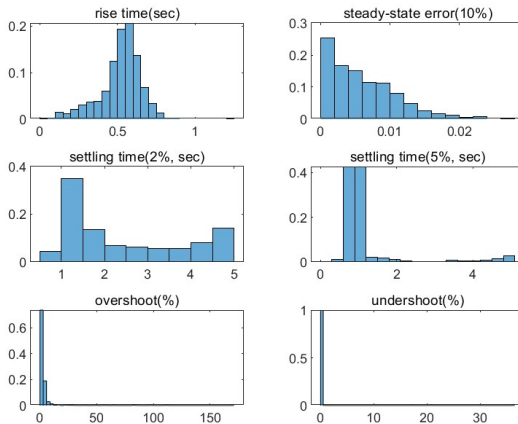 rise time(sec)
0.2
0.1
0
0 0.5 1
steady-state error(10%)
0.3
0.2
0.1
0
0 0.01 0.02
settling time(2%, sec)
0.4
0.2
0
1 2 3 4 5
settling time(5%, sec)
0.4
0.2
0
0 2 4
overshoot(%)
0.6
0.4
0.2
0
0 50 100 150
undershoot(%)
1
0.5
0
0 10 20 30